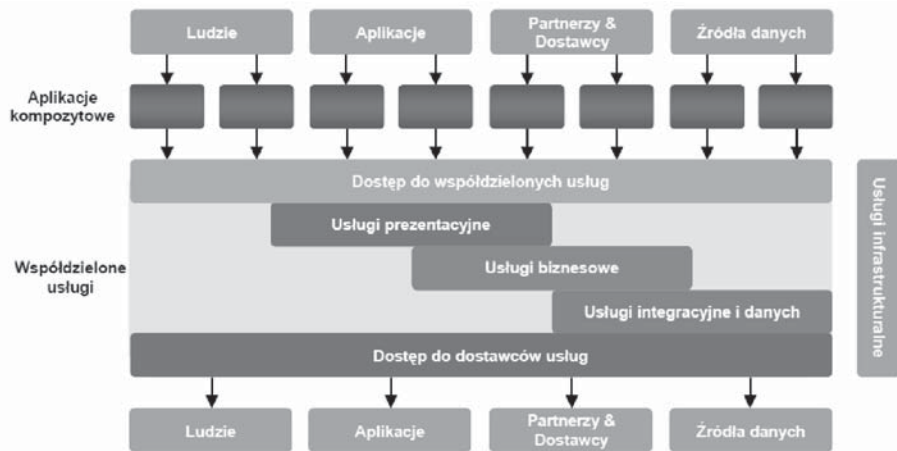 Ludzie
Aplikacje
Partnerzy &
Dostawcy
Źródła danych
Aplikacje
kompozytowe
Dostęp do współdzielonych usług
Usługi prezentacyjne
Usługi biznesowe
Współdzielone
usługi
Usługi integracyjne i danych
Dostęp do dostawców usług
Usługi infrastrukturalne
Ludzie
Aplikacje
Partnerzy &
Dostawcy
Źródła danych